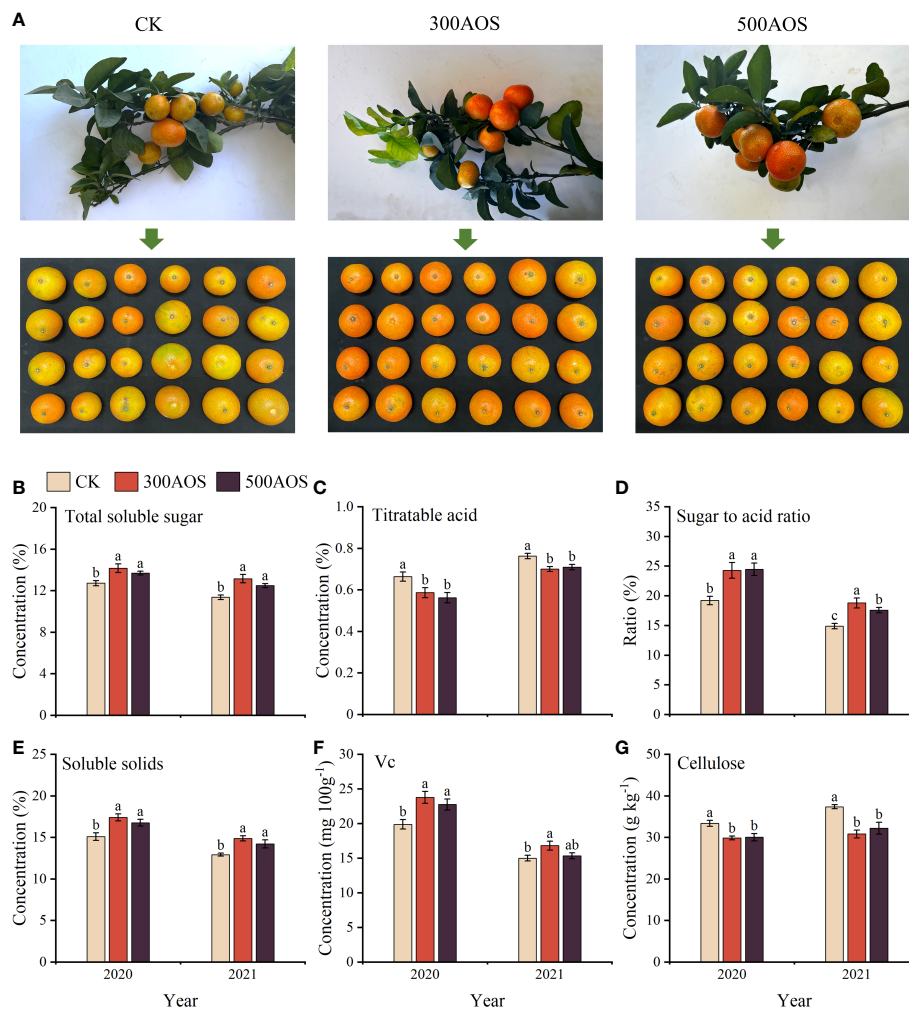 A
CK 300AOS 500AOS
B CK 300AOS 500AOS C D
Total soluble sugar
Concentration (%)
20
16
12
8
4
0
b a a b a a
Titratable acid
Concentration (%)
1.0
0.8
0.6
0.4
0.2
0
a b b a b b
Sugar to acid ratio
Ratio (%)
35
30
25
20
15
10
5
0
b a a c a b
E
Soluble solids
Concentration (%)
25
20
15
10
5
0
b a a b a a
2020 2021
Year
F
Vc
Concentration (mg 100g⁻¹)
30
25
20
15
10
5
0
b a a b a ab
2020 2021
Year
G
Cellulose
Concentration (g kg⁻¹)
50
40
30
20
10
0
a b b a b b
2020 2021
Year